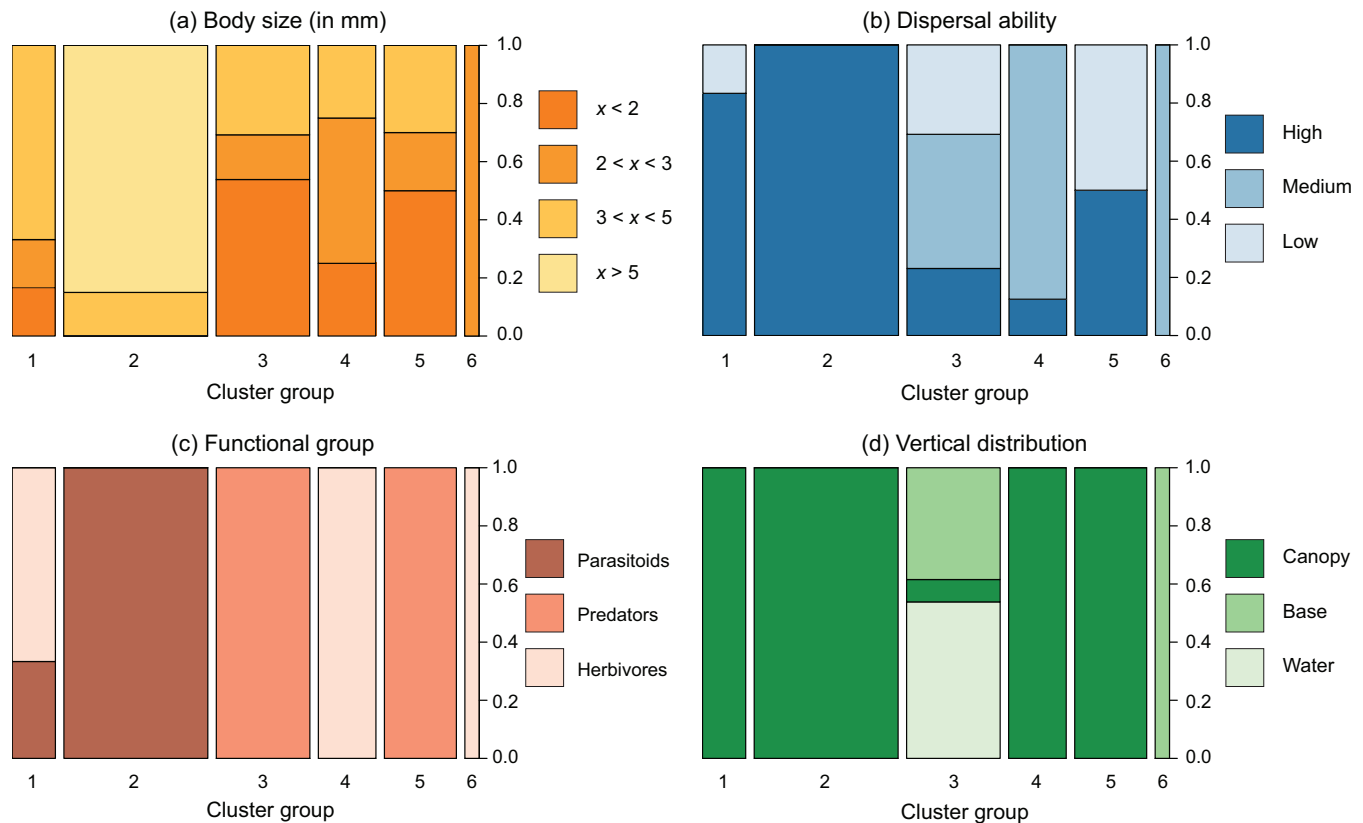 (a) Body size (in mm)
1.0
0.8
0.6
0.4
0.2
0.0
x < 2
2 < x < 3
3 < x < 5
x > 5
1 2 3 4 5 6
Cluster group
(b) Dispersal ability
1.0
0.8
0.6
0.4
0.2
0.0
High
Medium
Low
1 2 3 4 5 6
Cluster group
(c) Functional group
1.0
0.8
0.6
0.4
0.2
0.0
Parasitoids
Predators
Herbivores
1 2 3 4 5 6
Cluster group
(d) Vertical distribution
1.0
0.8
0.6
0.4
0.2
0.0
Canopy
Base
Water
1 2 3 4 5 6
Cluster group